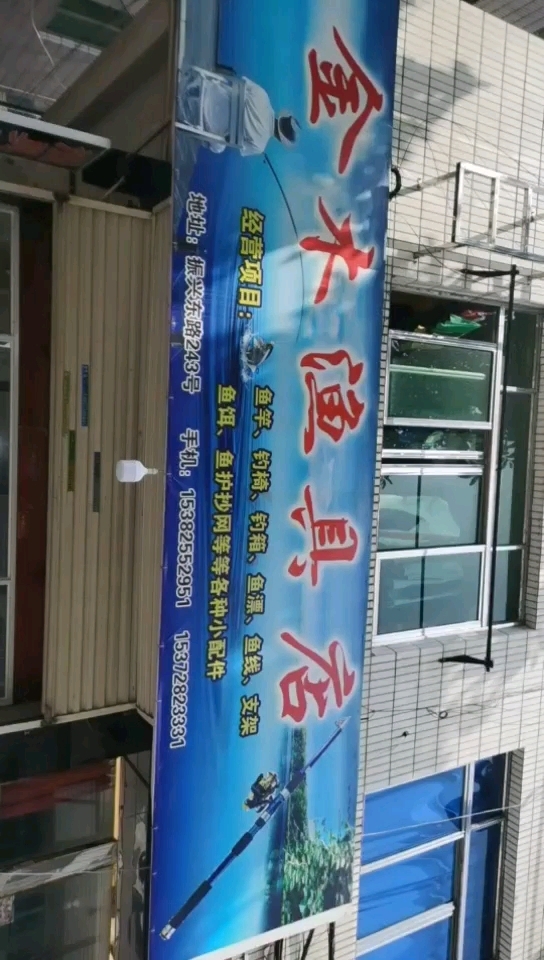 金禾渔具店
经营项目：
鱼竿、钓椅、钓箱、鱼漂、鱼线、支架
鱼饵、鱼护抄网等等各种小配件
地址：振兴东路243号 手机：15382552951 15372823331